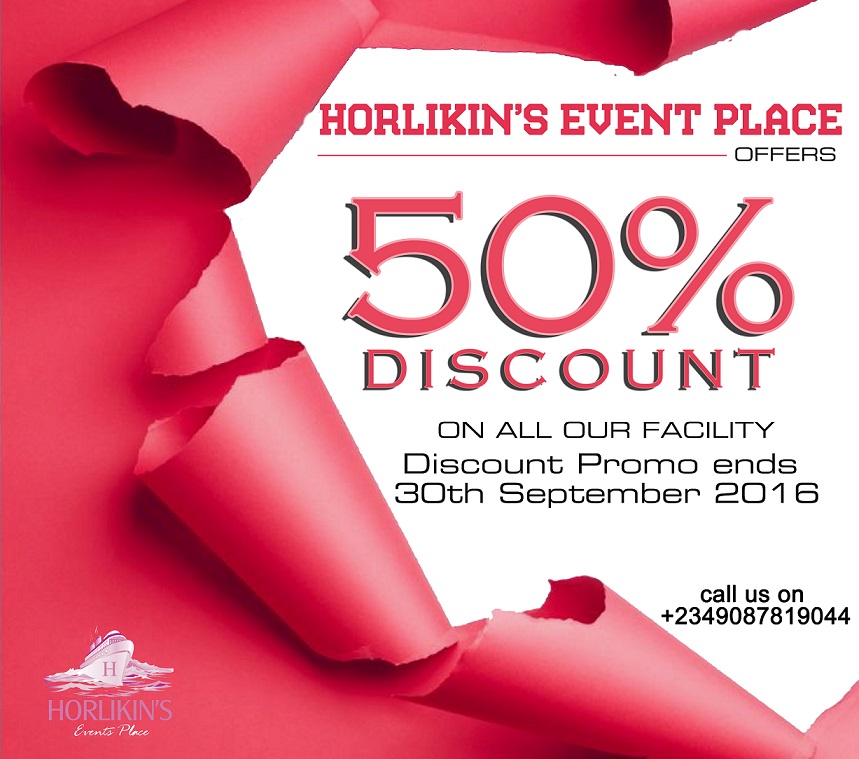 HORLIKIN'S EVENT PLACE
OFFERS
50%
DISCOUNT
ON ALL OUR FACILITY
Discount Promo ends
30th September 2016
call us on
+2349087819044
H
HORLIKIN'S
Events Place